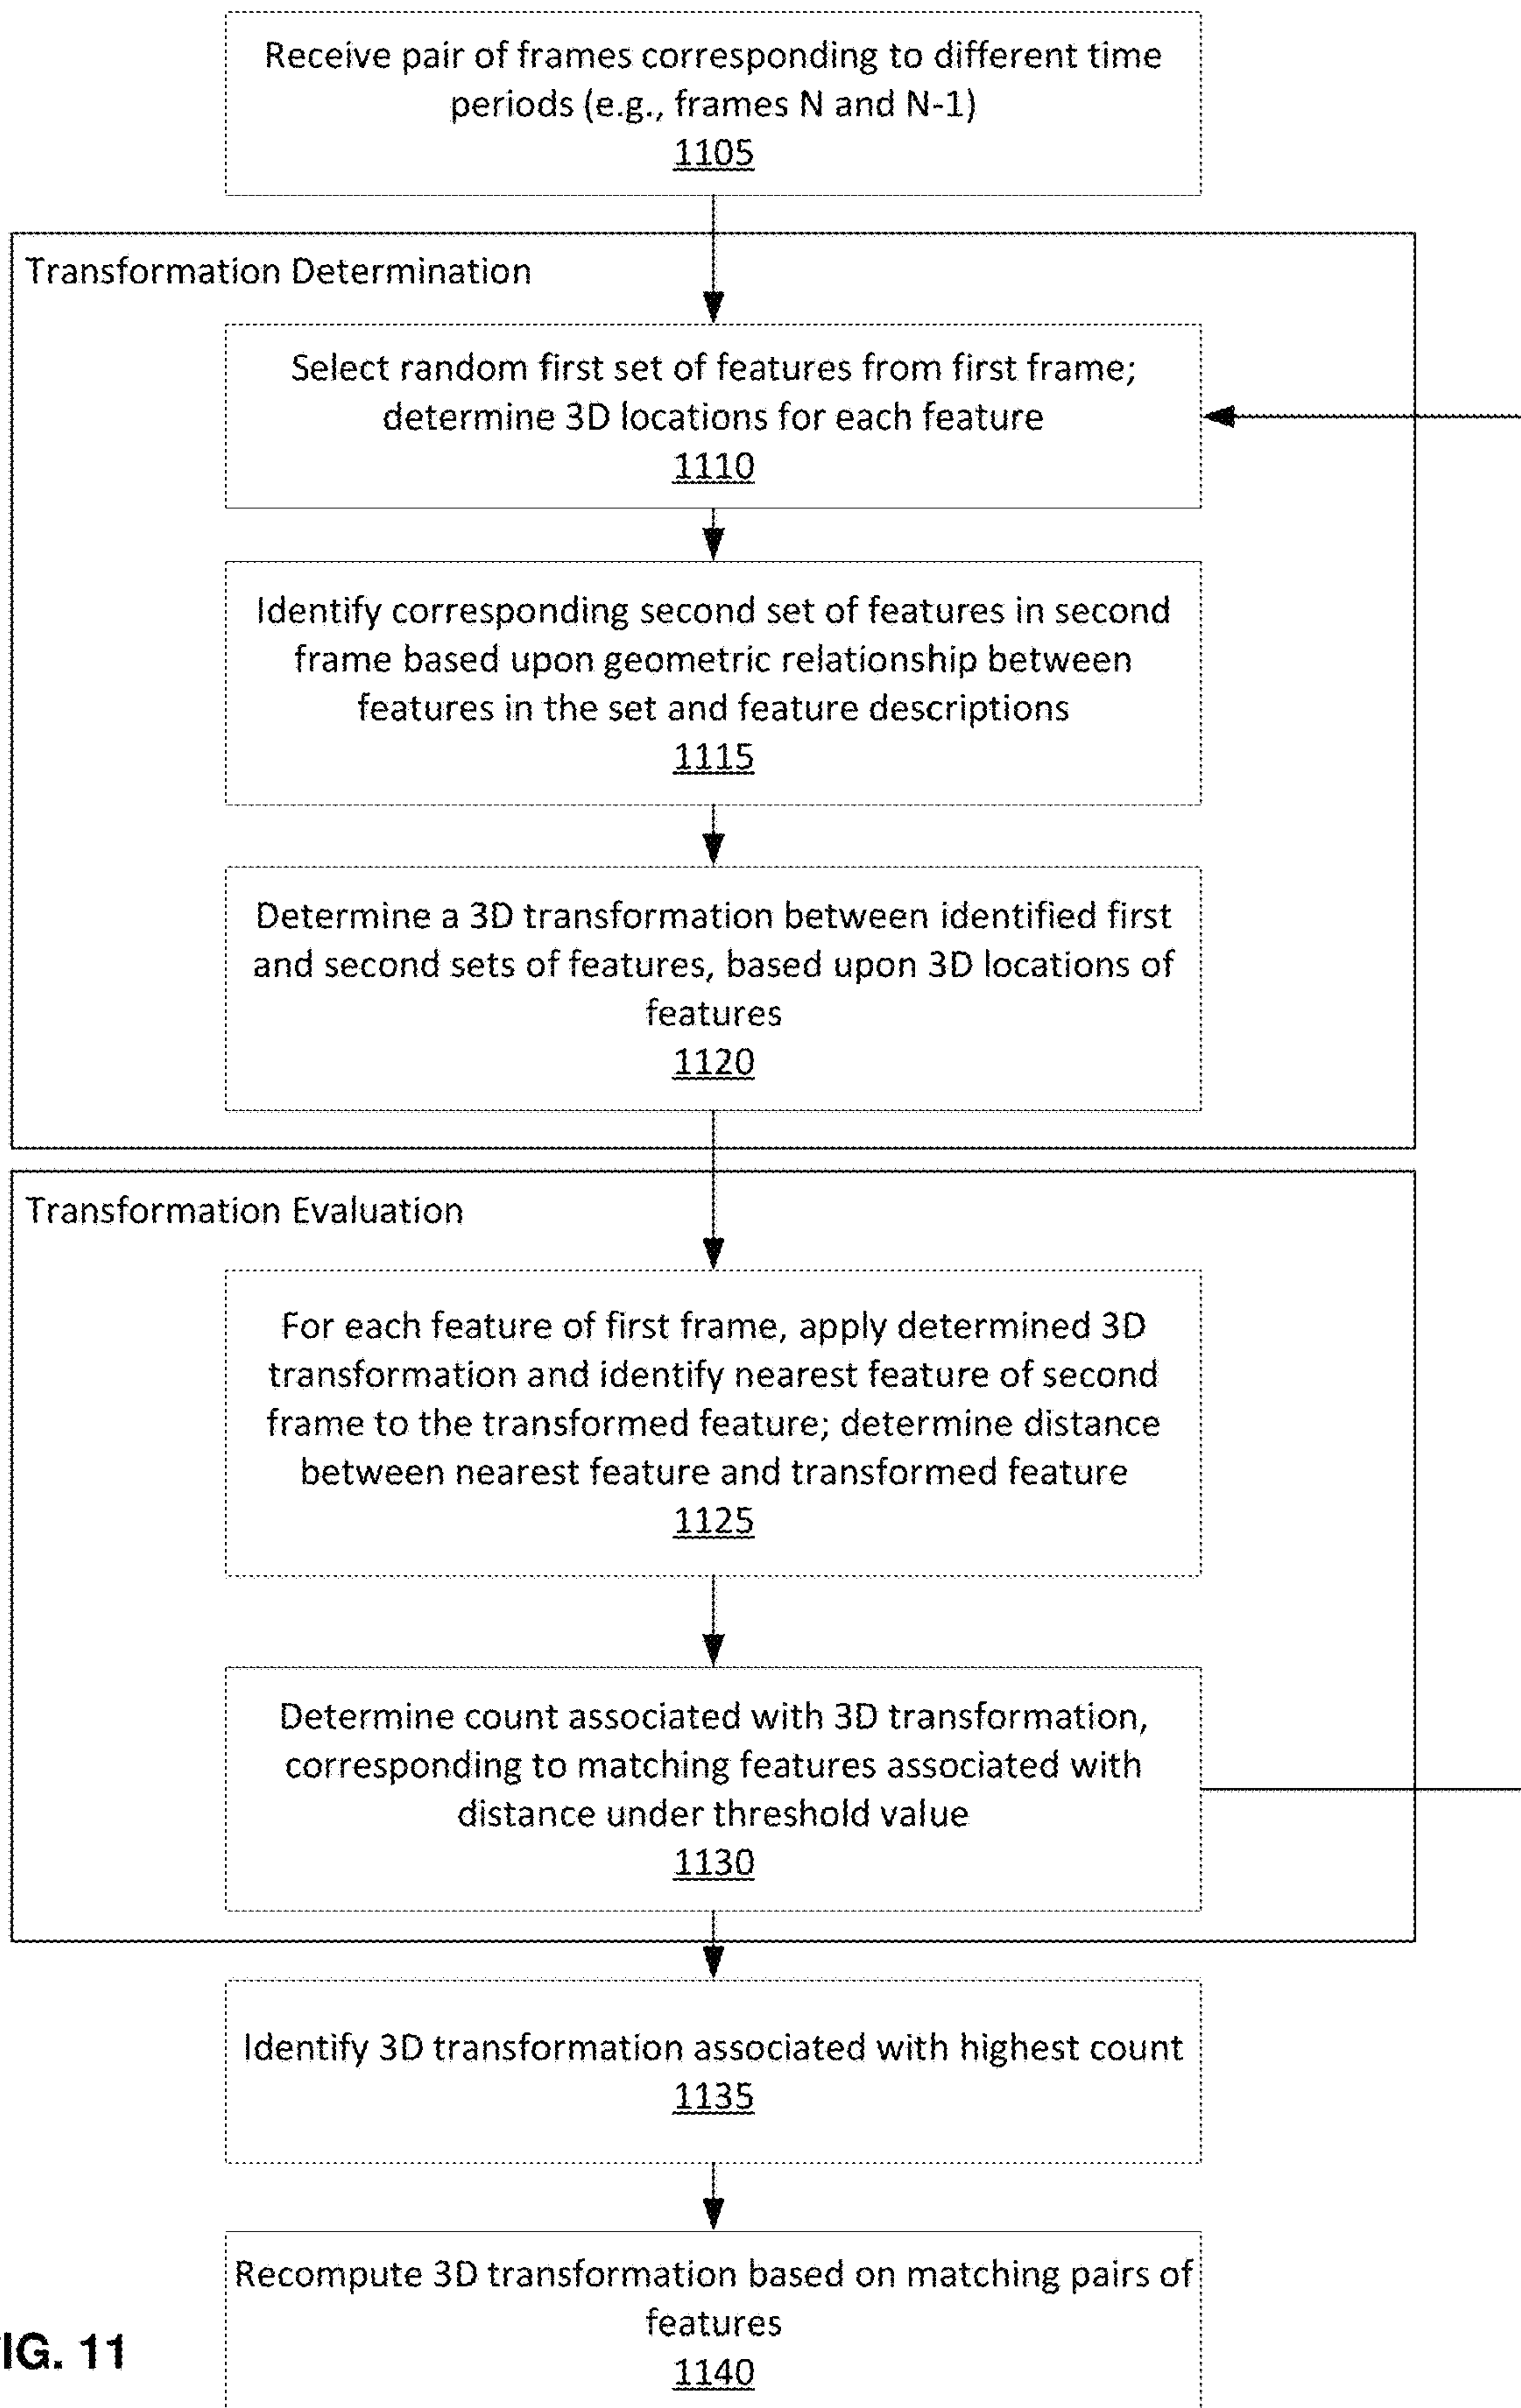 Receive pair of frames corresponding to different time
periods (e.g., frames N and N-1)
1105
Transformation Determination
Select random first set of features from first frame;
determine 3D locations for each feature
1110
Identify corresponding second set of features in second
frame based upon geometric relationship between
features in the set and feature descriptions
1115
Determine a 3D transformation between identified first
and second sets of features, based upon 3D locations of
features
1120
Transformation Evaluation
For each feature of first frame, apply determined 3D
transformation and identify nearest feature of second
frame to the transformed feature; determine distance
between nearest feature and transformed feature
1125
Determine count associated with 3D transformation,
corresponding to matching features associated with
distance under threshold value
1130
Identify 3D transformation associated with highest count
1135
Recompute 3D transformation based on matching pairs of
features
1140
IG. 11